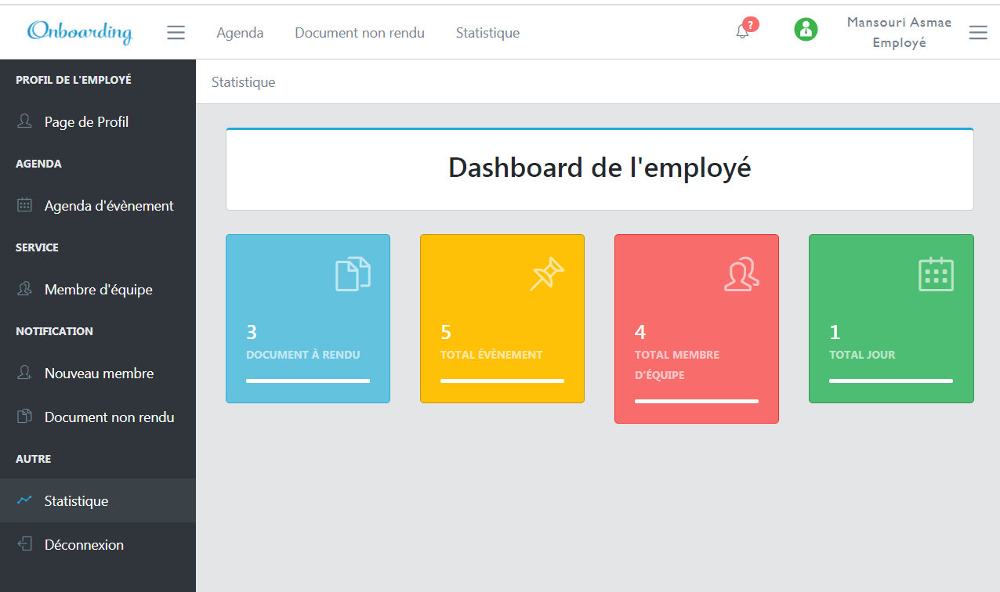 Onboarding
Agenda
Document non rendu
Statistique
?
Mansouri Asmae
Employé
PROFIL DE L'EMPLOYÉ
Page de Profil
AGENDA
Agenda d'évènement
SERVICE
Membre d'équipe
NOTIFICATION
Nouveau membre
Document non rendu
AUTRE
Statistique
Déconnexion
Statistique
Dashboard de l'employé
3
DOCUMENT À RENDU
5
TOTAL ÉVÈNEMENT
4
TOTAL MEMBRE
D'ÉQUIPE
1
TOTAL JOUR